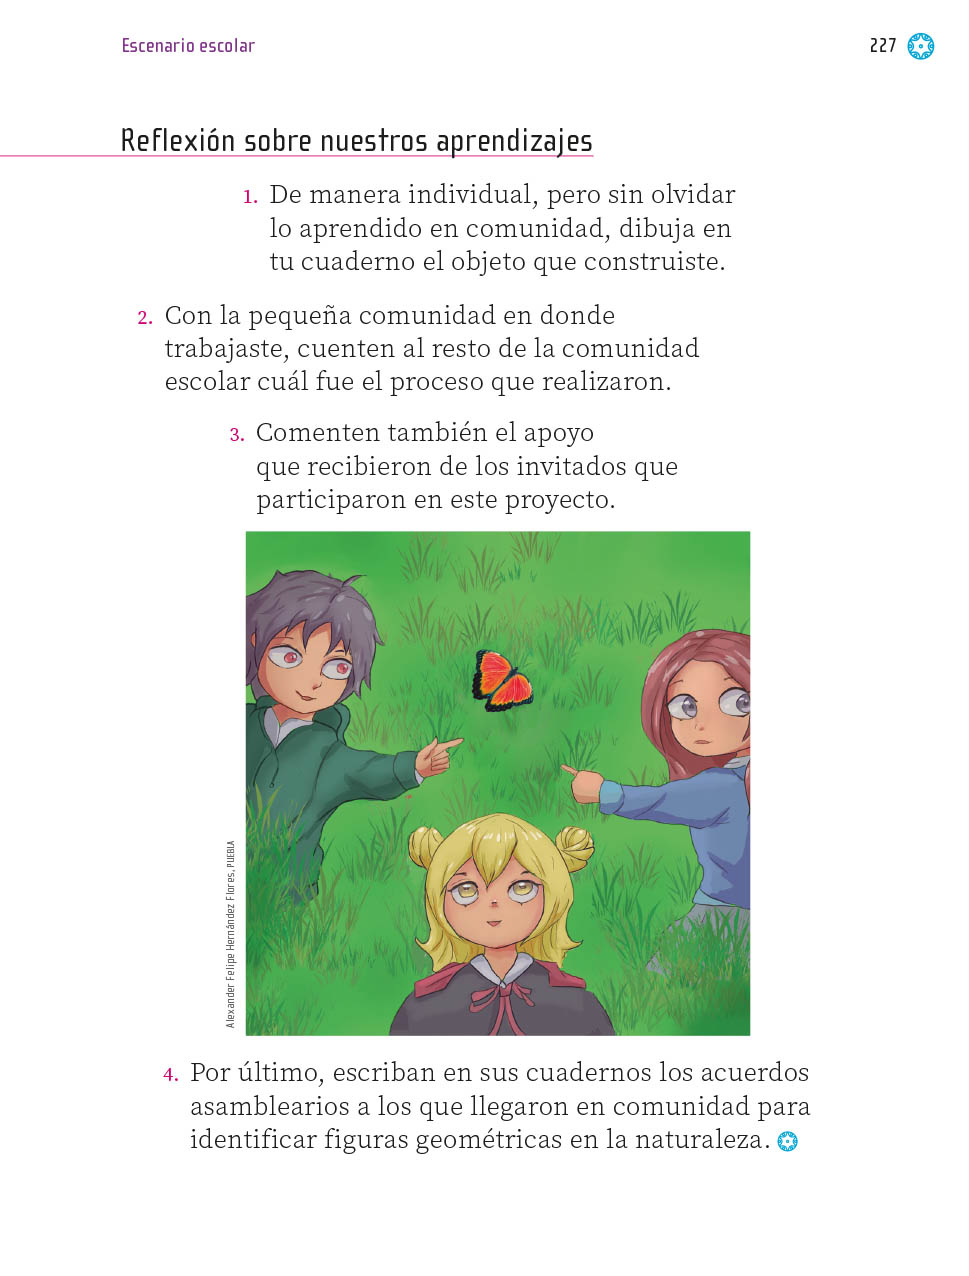 Escenario escolar
227
Reflexión sobre nuestros aprendizajes
1. De manera individual, pero sin olvidar
lo aprendido en comunidad, dibuja en
tu cuaderno el objeto que construiste.
2. Con la pequeña comunidad en donde
trabajaste, cuenten al resto de la comunidad
escolar cuál fue el proceso que realizaron.
3. Comenten también el apoyo
que recibieron de los invitados que
participaron en este proyecto.
Alexander Felipe Hernández Flores, PUEBLA
4. Por último, escriban en sus cuadernos los acuerdos
asamblearios a los que llegaron en comunidad para
identificar figuras geométricas en la naturaleza.